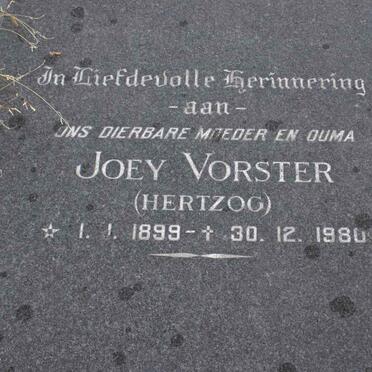 In Liefdevolle Herinnering
-aan-
ONS DIERBARE MOEDER EN OUMA
JOEY VORSTER
(HERTZOG)
☆ 1. 1. 1899 - ✝ 30. 12. 1980